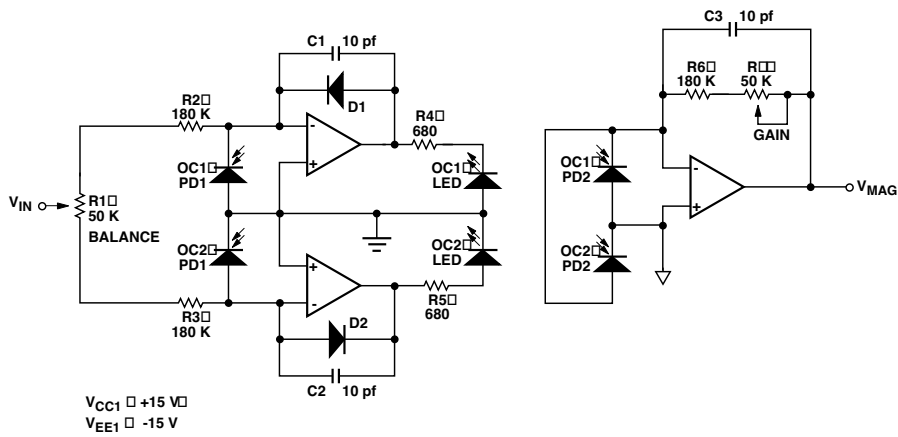 C1 10 pf
D1
R2□
180 K
R4□
680
OC1□
PD1
OC1□
LED
V_IN
R1□
50 K
BALANCE
OC2□
PD1
OC2□
LED
R3□
180 K
R5□
680
D2
C2 10 pf
V_CC1 □ +15 V□
V_EE1 □ -15 V
C3 10 pf
R6□
180 K
R□□
50 K
GAIN
OC1□
PD2
OC2□
PD2
V_MAG
- 
+
+
-
-
+